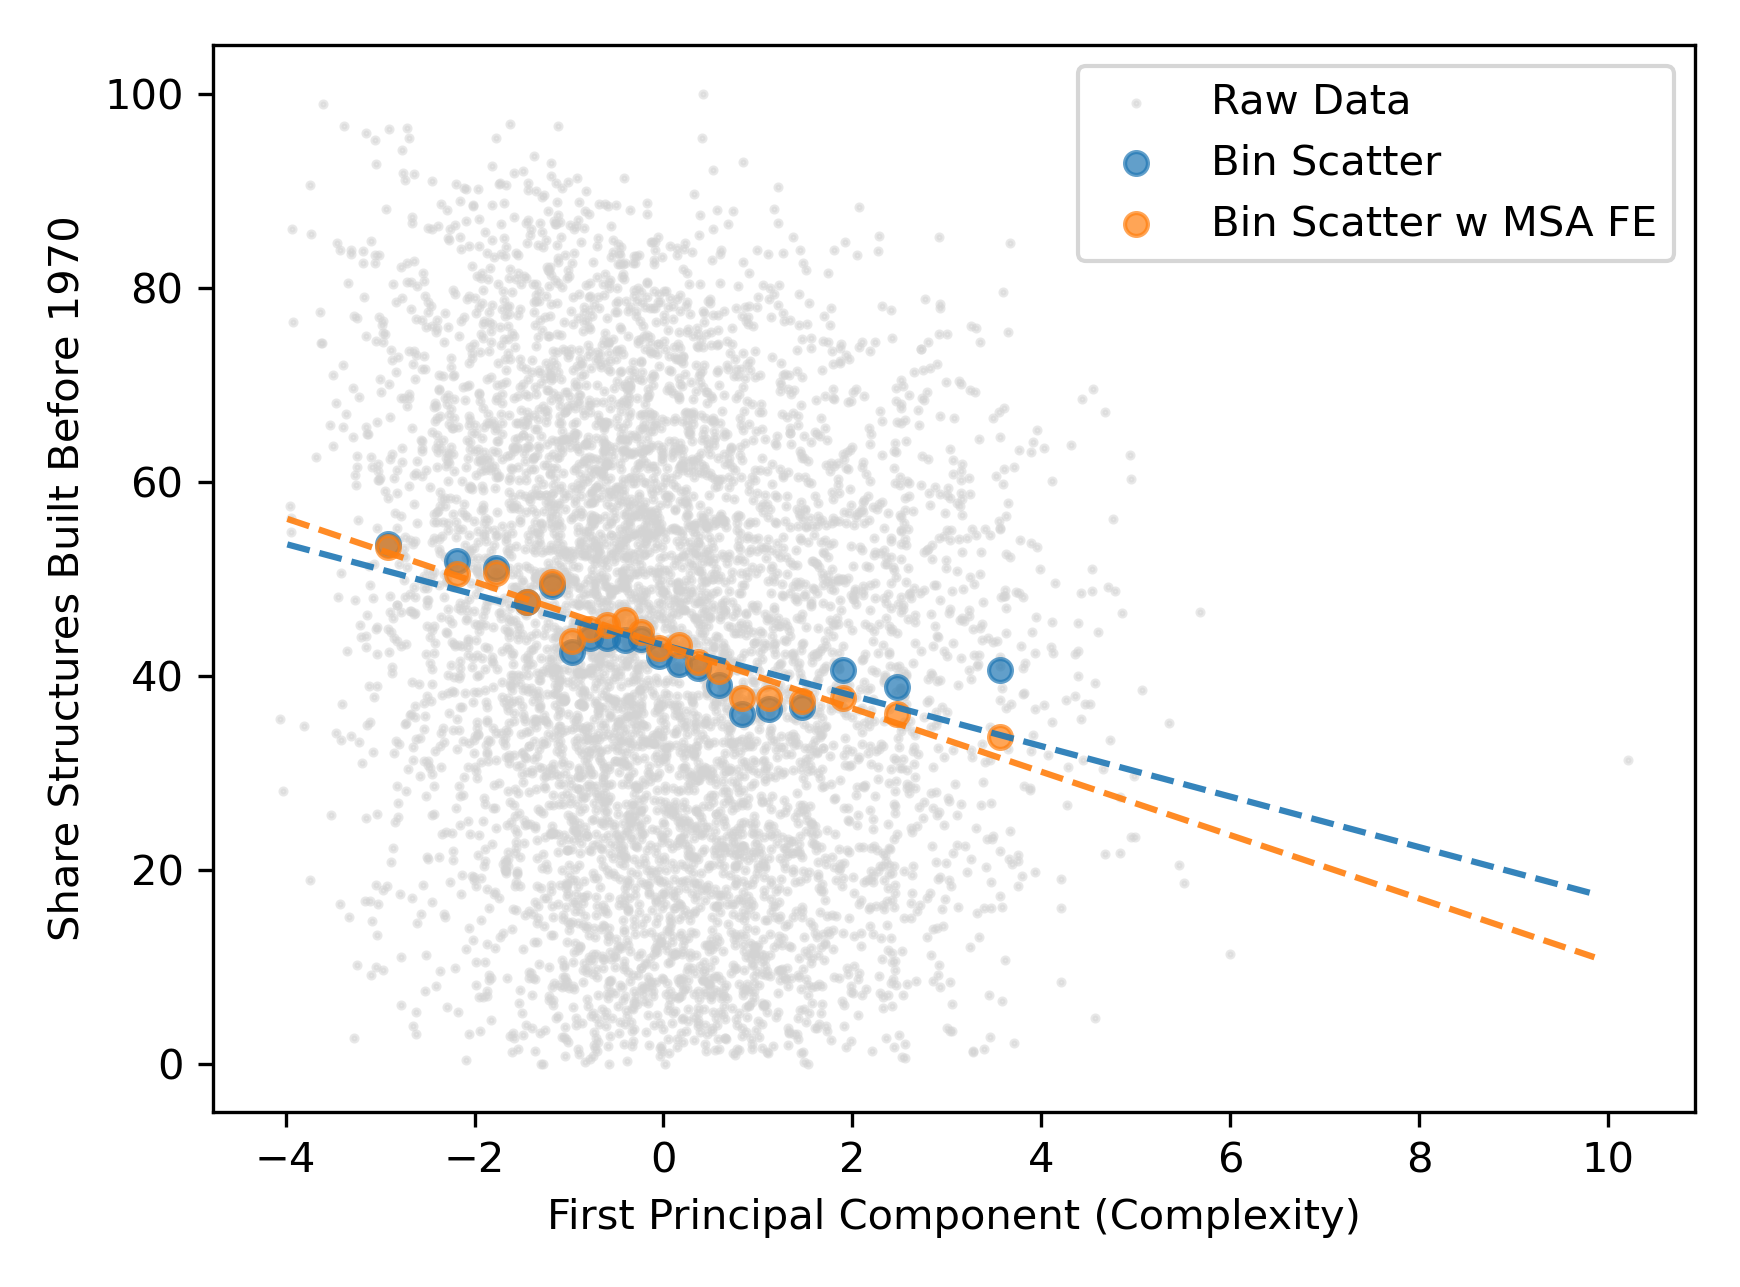 100
80
60
40
20
0
−4
−2
0
2
4
6
8
10
Share Structures Built Before 1970
First Principal Component (Complexity)
Raw Data
Bin Scatter
Bin Scatter w MSA FE